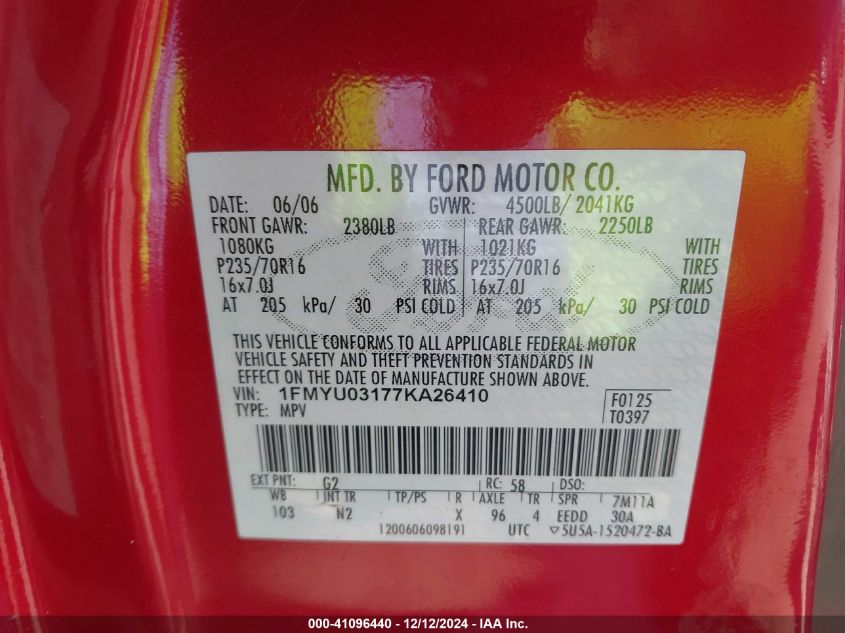 MFD. BY FORD MOTOR CO.
DATE: 06/06 GVWR: 4500LB/ 2041KG
FRONT GAWR: 2380LB REAR GAWR: 2250LB
1080KG WITH 1021KG WITH
P235/70R16 TIRES P235/70R16 TIRES
16x7.0J RIMS 16x7.0J RIMS
AT 205 kPa/ 30 PSI COLD AT 205 kPa/ 30 PSI COLD
THIS VEHICLE CONFORMS TO ALL APPLICABLE FEDERAL MOTOR
VEHICLE SAFETY AND THEFT PREVENTION STANDARDS IN
EFFECT ON THE DATE OF MANUFACTURE SHOWN ABOVE.
VIN: 1FMYU03177KA26410 F0125
TYPE: MPV T0397
EXT PNT: G2 RC: 58 DSO:
WB INT TR TP/PS R AXLE TR SPR 7M11A
103 N2 X 96 4 EEDD 30A
1200606098191 UTC ▽5U5A-1520472-BA
000-41096440 - 12/12/2024 - IAA Inc.